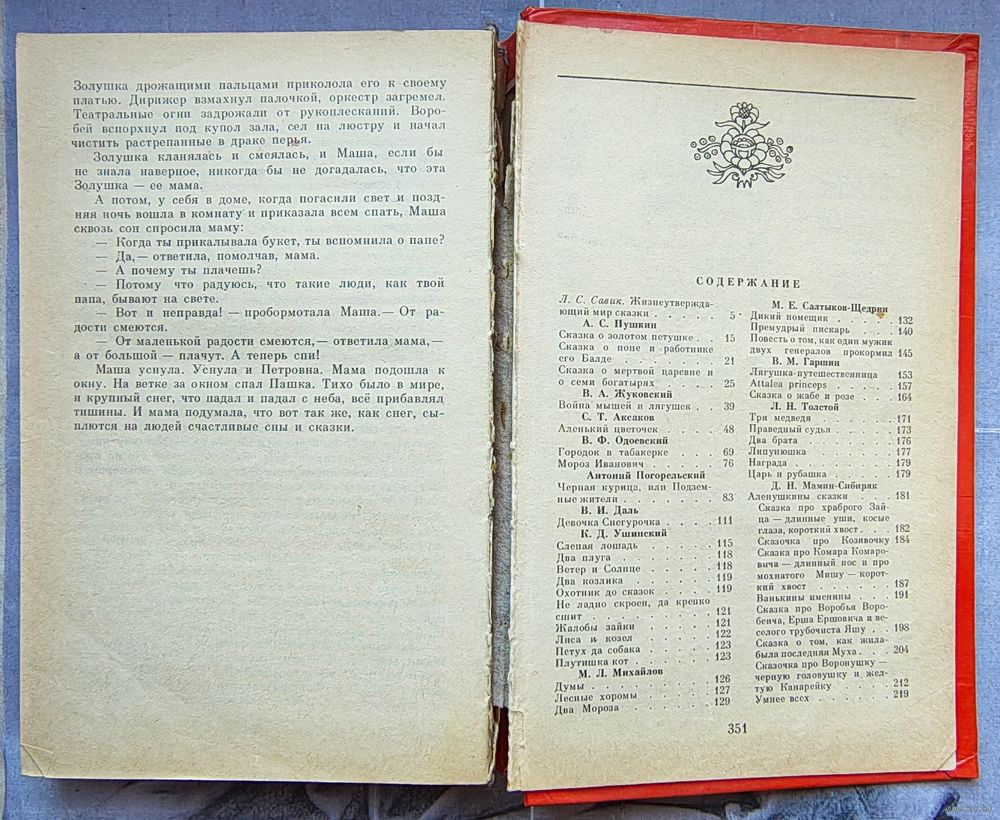 Золушка дрожащими пальцами приколола его к своему
платью. Дирижер взмахнул палочкой, оркестр загремел.
Театральные огни задрожали от рукоплесканий. Воро-
бей вспорхнул под купол зала, сел на люстру и начал
чистить растрепанные в драке перья.
Золушка кланялась и смеялась, и Маша, если бы
не знала наверное, никогда бы не догадалась, что эта
Золушка — ее мама.
А потом, у себя в доме, когда погасили свет и позд-
няя ночь вошла в комнату и приказала всем спать, Маша
сквозь сон спросила маму:
— Когда ты прикалывала букет, ты вспомнила о папе?
— Да,— ответила, помолчав, мама.
— А почему ты плачешь?
— Потому что радуюсь, что такие люди, как твой
папа, бывают на свете.
— Вот и неправда! — пробормотала Маша.— От ра-
дости смеются.
— От маленькой радости смеются,— ответила мама,—
а от большой — плачут. А теперь спи!
Маша уснула. Уснула и Петровна. Мама подошла к
окну. На ветке за окном спал Пашка. Тихо было в мире,
и крупный снег, что падал и падал с неба, всё прибавлял
тишины. И мама подумала, что вот так же, как снег, сы-
плются на людей счастливые сны и сказки.
СОДЕРЖАНИЕ
Л. С. Савик. Жизнеутвержда-
ющий мир сказки . . . . 5
А. С. Пушкин
Сказка о золотом петушке . . 15
Сказка о попе и работнике
его Балде . . . . . . . 21
Сказка о мертвой царевне и
о семи богатырях . . . . 25
В. А. Жуковский
Война мышей и лягушек . . 39
С. Т. Аксаков
Аленький цветочек . . . . 48
В. Ф. Одоевский
Городок в табакерке . . . 69
Мороз Иванович . . . . . 76
Антоний Погорельский
Черная курица, или Подзем-
ные жители . . . . . . 83
В. И. Даль
Девочка Снегурочка . . . . 111
К. Д. Ушинский
Слепая лошадь . . . . . 115
Два плуга . . . . . . . 118
Ветер и Солнце . . . . . 118
Два козлика . . . . . . 119
Охотник до сказок . . . . 119
Не ладно скроен, да крепко
сшит . . . . . . . . 121
Жалобы зайки . . . . . 121
Лиса и козел . . . . . . 122
Петух да собака . . . . . 123
Плутишка кот . . . . . 123
М. Л. Михайлов
Думы . . . . . . . . 126
Лесные хоромы . . . . . 127
Два Мороза . . . . . . 129
М. Е. Салтыков-Щедрин
Дикий помещик . . . . . 132
Премудрый пискарь . . . . 140
Повесть о том, как один мужик
двух генералов прокормил 145
В. М. Гаршин
Лягушка-путешественница 153
Attalea princeps . . . . . 157
Сказка о жабе и розе . . . 164
Л. Н. Толстой
Три медведя . . . . . . 171
Праведный судья . . . . . 173
Два брата . . . . . . . 176
Липунюшка . . . . . . 177
Награда . . . . . . . 179
Царь и рубашка . . . . . 179
Д. Н. Мамин-Сибиряк
Аленушкины сказки . . . . 181
Сказка про храброго Зай-
ца — длинные уши, косые
глаза, короткий хвост . . . 182
Сказочка про Козявочку 184
Сказка про Комара Комаро-
вича — длинный нос и про
мохнатого Мишу — корот-
кий хвост . . . . . . 187
Ванькины именины . . . . 191
Сказка про Воробья Воро-
беича, Ерша Ершовича и ве-
селого трубочиста Яшу . . 198
Сказка о том, как жила-
была последняя Муха . . . 204
Сказочка про Воронушку —
черную головушку и жел-
тую Канарейку . . . . . 212
Умнее всех . . . . . . 219
351